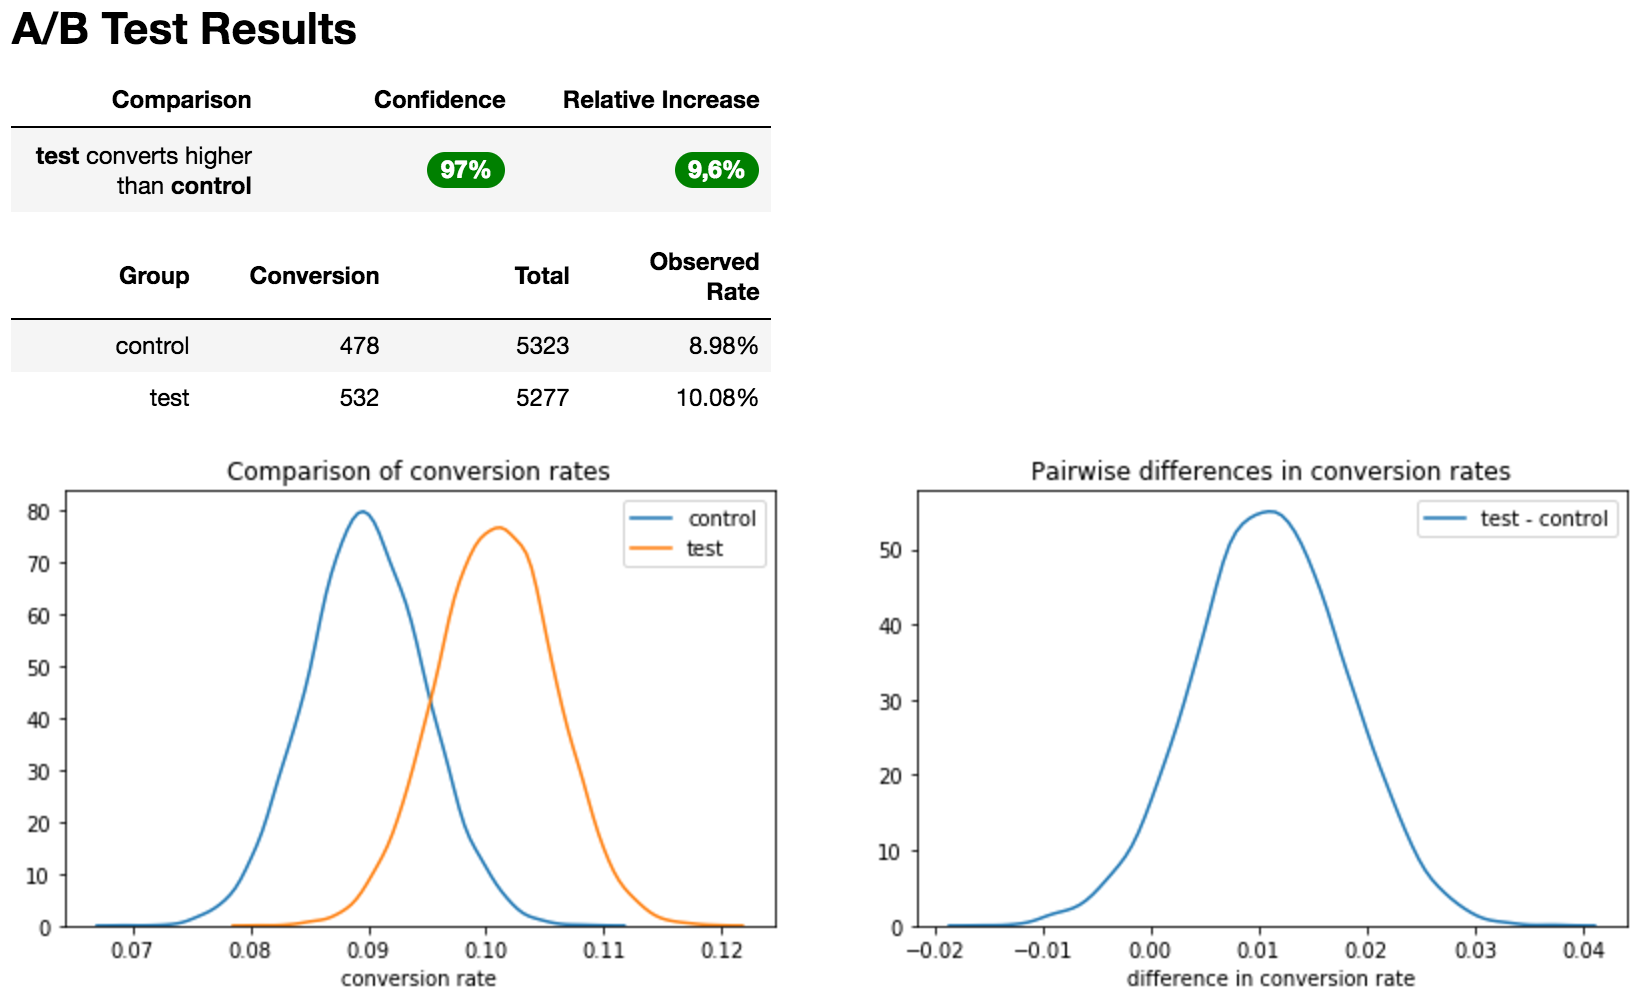 A/B Test Results
Comparison Confidence Relative Increase
test converts higher
than control
97% 9,6%
Group Conversion Total Observed
Rate
control 478 5323 8.98%
test 532 5277 10.08%
Comparison of conversion rates
control
test
80
70
60
50
40
30
20
10
0
0.07 0.08 0.09 0.10 0.11 0.12
conversion rate
Pairwise differences in conversion rates
test - control
50
40
30
20
10
0
−0.02 −0.01 0.00 0.01 0.02 0.03 0.04
difference in conversion rate